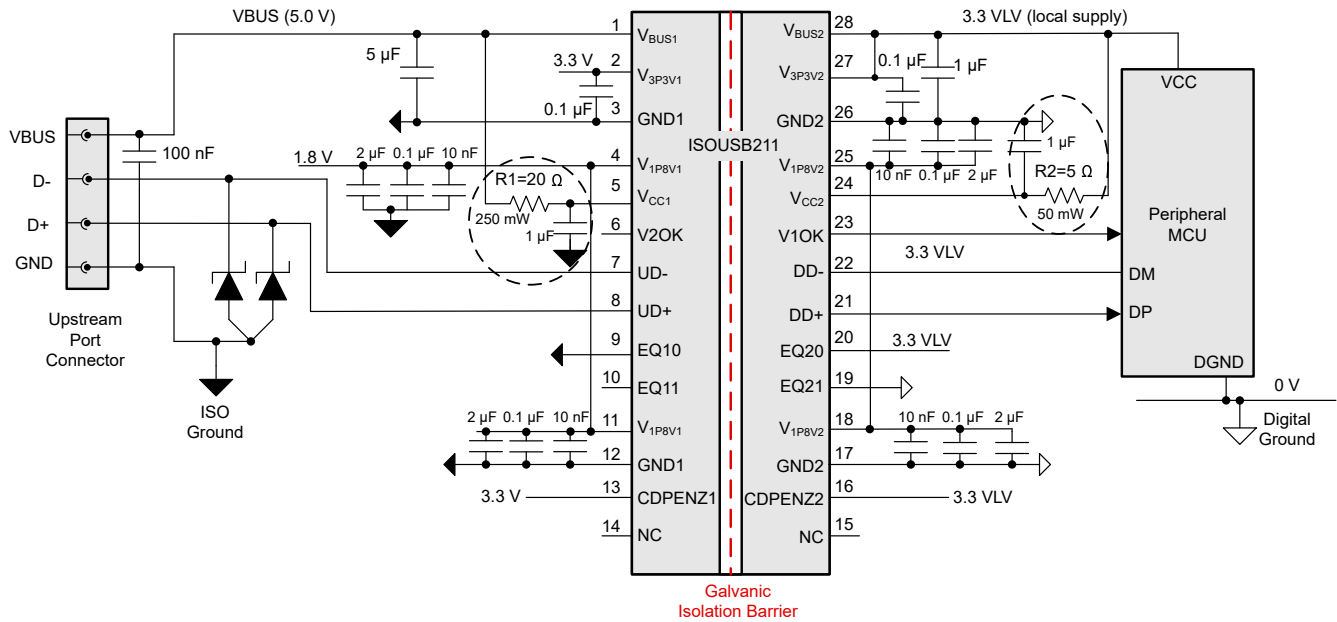 VBUS (5.0 V)
3.3 VLV (local supply)
5 µF
3.3 V
0.1 µF
VBUS
D-
D+
GND
100 nF
Upstream
Port
Connector
ISO
Ground
1.8 V
2 µF
0.1 µF
10 nF
R1=20 Ω
250 mW
1 µF
2 µF
0.1 µF
10 nF
3.3 V
1
2
3
4
5
6
7
8
9
10
11
12
13
14
VBUS1
V3P3V1
GND1
V1P8V1
VCC1
V2OK
UD-
UD+
EQ10
EQ11
V1P8V1
GND1
CDPENZ1
NC
ISOUSB211
VBUS2
V3P3V2
GND2
V1P8V2
VCC2
V1OK
DD-
DD+
EQ20
EQ21
V1P8V2
GND2
CDPENZ2
NC
28
27
26
25
24
23
22
21
20
19
18
17
16
15
0.1 µF
1 µF
10 nF
0.1 µF
2 µF
1 µF
R2=5 Ω
50 mW
3.3 VLV
3.3 VLV
10 nF
0.1 µF
2 µF
3.3 VLV
VCC
Peripheral
MCU
DM
DP
DGND
0 V
Digital
Ground
Galvanic
Isolation Barrier